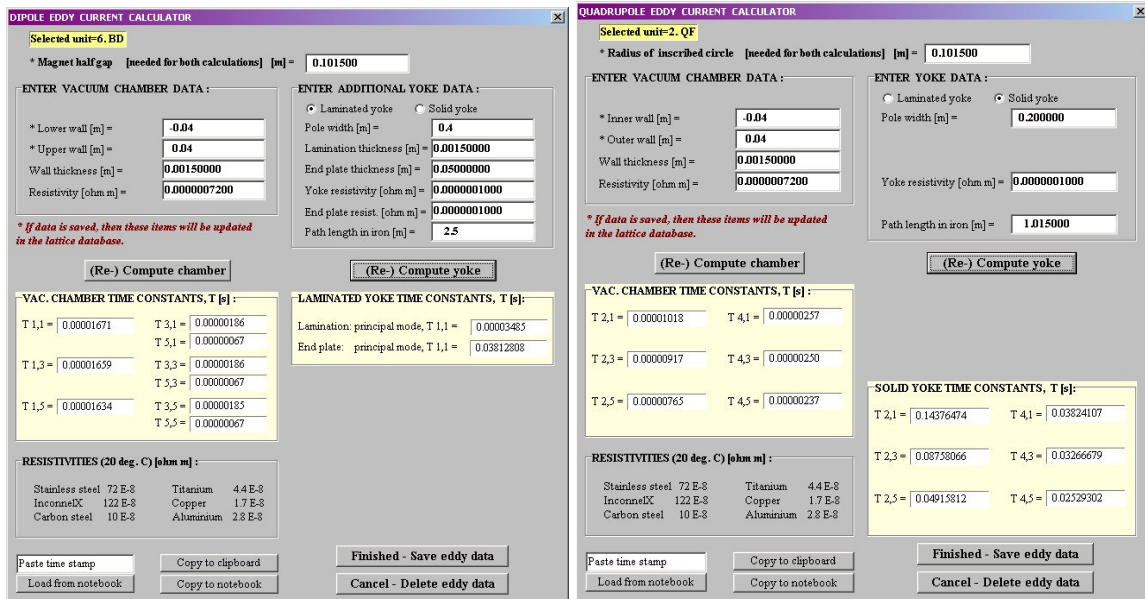 DIPOLE EDDY CURRENT CALCULATOR
Selected unit=6. BD
* Magnet half gap [needed for both calculations] [m] = 0.101500
ENTER VACUUM CHAMBER DATA :
* Lower wall [m] = -0.04
* Upper wall [m] = 0.04
Wall thickness [m] = 0.00150000
Resistivity [ohm m] = 0.0000007200
* If data is saved, then these items will be updated
in the lattice database.
(Re-) Compute chamber
ENTER ADDITIONAL YOKE DATA :
Laminated yoke Solid yoke
Pole width [m] = 0.4
Lamination thickness [m] = 0.00150000
End plate thickness [m] = 0.05000000
Yoke resistivity [ohm m] = 0.0000001000
End plate resist. [ohm m] = 0.0000001000
Path length in iron [m] = 2.5
(Re-) Compute yoke
VAC. CHAMBER TIME CONSTANTS, T [s] :
T 1,1 = 0.00001671 T 3,1 = 0.00000186
T 5,1 = 0.00000067
T 1,3 = 0.00001659 T 3,3 = 0.00000186
T 5,3 = 0.00000067
T 1,5 = 0.00001634 T 3,5 = 0.00000185
T 5,5 = 0.00000067
LAMINATED YOKE TIME CONSTANTS, T [s]:
Lamination: principal mode, T 1,1 = 0.00003485
End plate: principal mode, T 1,1 = 0.03812808
RESISTIVITIES (20 deg. C) [ohm m] :
Stainless steel 72 E-8 Titanium 4.4 E-8
InconnelX 122 E-8 Copper 1.7 E-8
Carbon steel 10 E-8 Aluminium 2.8 E-8
Paste time stamp Copy to clipboard
Load from notebook Copy to notebook
Finished - Save eddy data
Cancel - Delete eddy data
QUADRUPOLE EDDY CURRENT CALCULATOR
Selected unit=2. QF
* Radius of inscribed circle [needed for both calculations] [m] = 0.101500
ENTER VACUUM CHAMBER DATA :
* Inner wall [m] = -0.04
* Outer wall [m] = 0.04
Wall thickness [m] = 0.00150000
Resistivity [ohm m] = 0.0000007200
* If data is saved, then these items will be updated
in the lattice database.
(Re-) Compute chamber
ENTER YOKE DATA :
Laminated yoke Solid yoke
Pole width [m] = 0.200000
Yoke resistivity [ohm m] = 0.0000001000
Path length in iron [m] = 1.015000
(Re-) Compute yoke
VAC. CHAMBER TIME CONSTANTS, T [s] :
T 2,1 = 0.00001018 T 4,1 = 0.00000257
T 2,3 = 0.00000917 T 4,3 = 0.00000250
T 2,5 = 0.00000765 T 4,5 = 0.00000237
SOLID YOKE TIME CONSTANTS, T [s]:
T 2,1 = 0.14376474 T 4,1 = 0.03824107
T 2,3 = 0.08758066 T 4,3 = 0.03266679
T 2,5 = 0.04915812 T 4,5 = 0.02529302
RESISTIVITIES (20 deg. C) [ohm m] :
Stainless steel 72 E-8 Titanium 4.4 E-8
InconnelX 122 E-8 Copper 1.7 E-8
Carbon steel 10 E-8 Aluminium 2.8 E-8
Paste time stamp Copy to clipboard
Load from notebook Copy to notebook
Finished - Save eddy data
Cancel - Delete eddy data